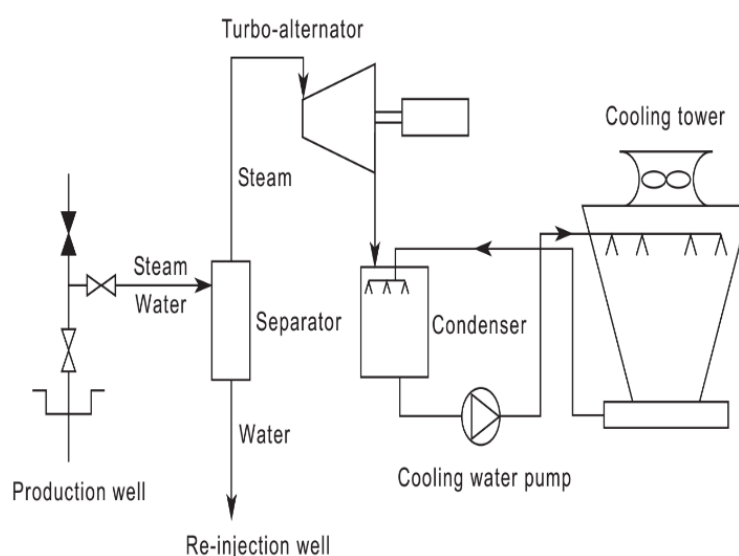 Turbo-alternator
Cooling tower
Steam
Steam
Water
Separator
Condenser
Water
Cooling water pump
Production well
Re-injection well